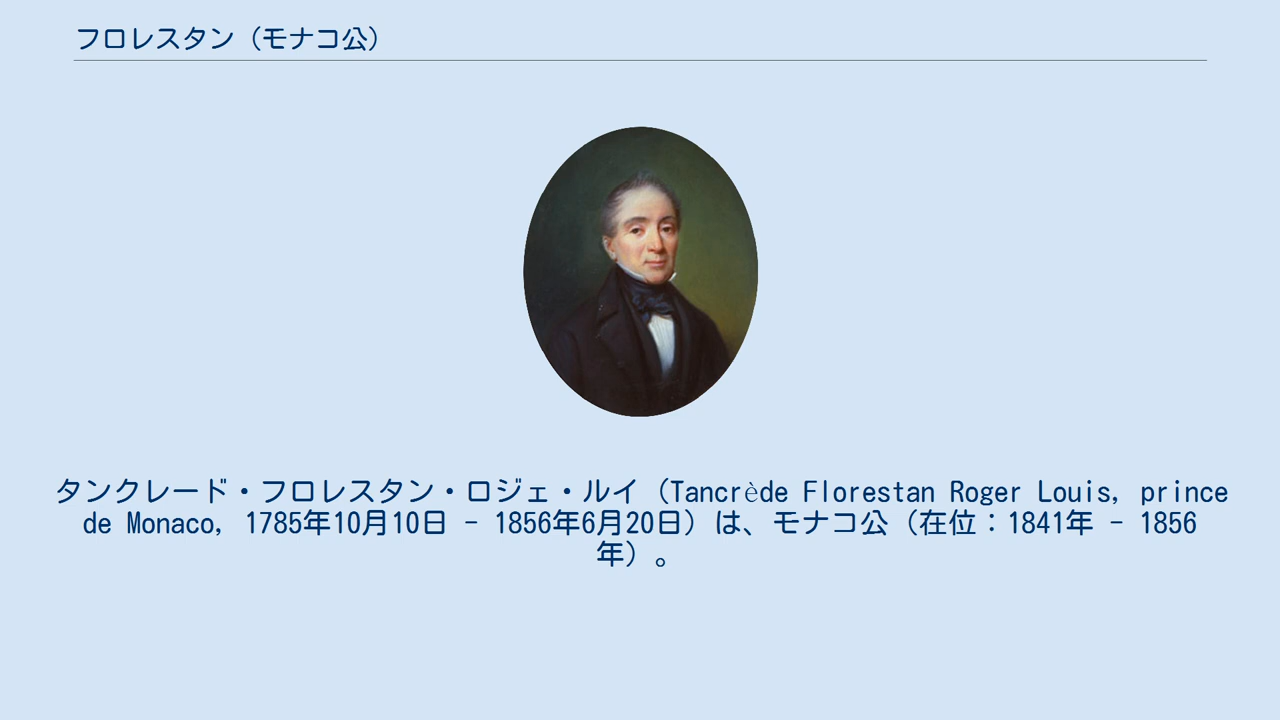 フロレスタン（モナコ公）
タンクレード・フロレスタン・ロジェ・ルイ（Tancrède Florestan Roger Louis, prince
de Monaco, 1785年10月10日 - 1856年6月20日）は、モナコ公（在位：1841年 - 1856
年）。